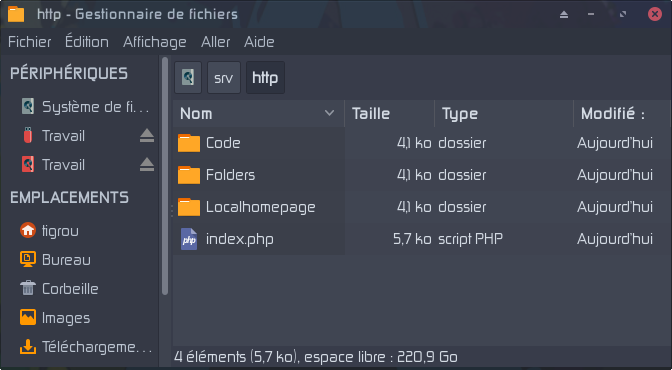 http - Gestionnaire de fichiers
Fichier Édition Affichage Aller Aide
PÉRIPHÉRIQUES
Système de fi...
Travail
Travail
EMPLACEMENTS
tigrou
Bureau
Corbeille
Images
Téléchargeme...
srv http
Nom Taille Type Modifié :
Code 4,1 ko dossier Aujourd'hui
Folders 4,1 ko dossier Aujourd'hui
Localhomepage 4,1 ko dossier Aujourd'hui
php index.php 5,7 ko script PHP Aujourd'hui
4 éléments (5,7 ko), espace libre : 220,9 Go